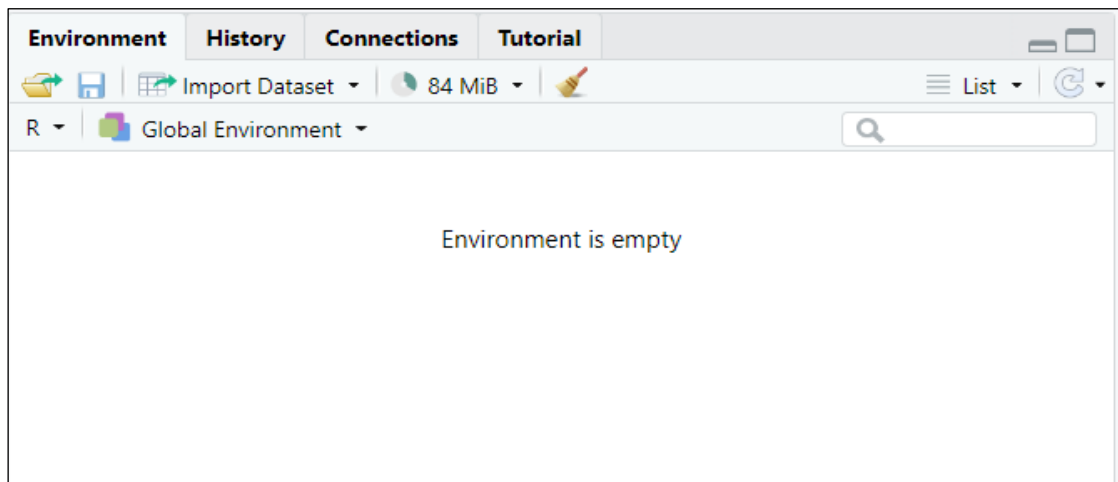 Environment History Connections Tutorial
Import Dataset 84 MiB List
R Global Environment
Environment is empty